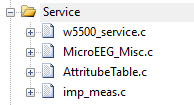 Service
w5500_service.c
MicroEEG_Misc.c
AttritubeTable.c
imp_meas.c